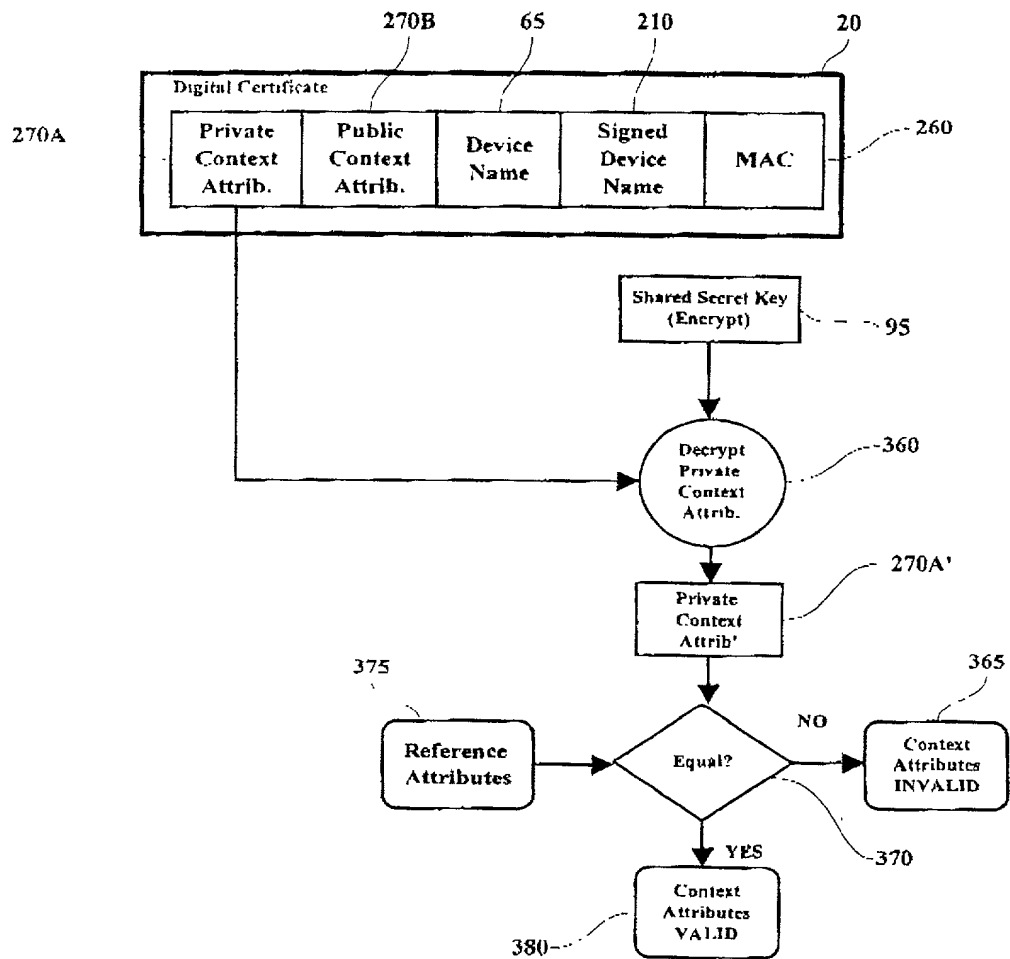 270B
65
210
20
Digital Certificate
270A
Private
Context
Attrib.
Public
Context
Attrib.
Device
Name
Signed
Device
Name
MAC
260
Shared Secret Key
(Encrypt)
95
Decrypt
Private
Context
Attrib.
360
270A'
Private
Context
Attrib'
375
365
Reference
Attributes
Equal?
NO
Context
Attributes
INVALID
370
YES
Context
Attributes
VALID
380